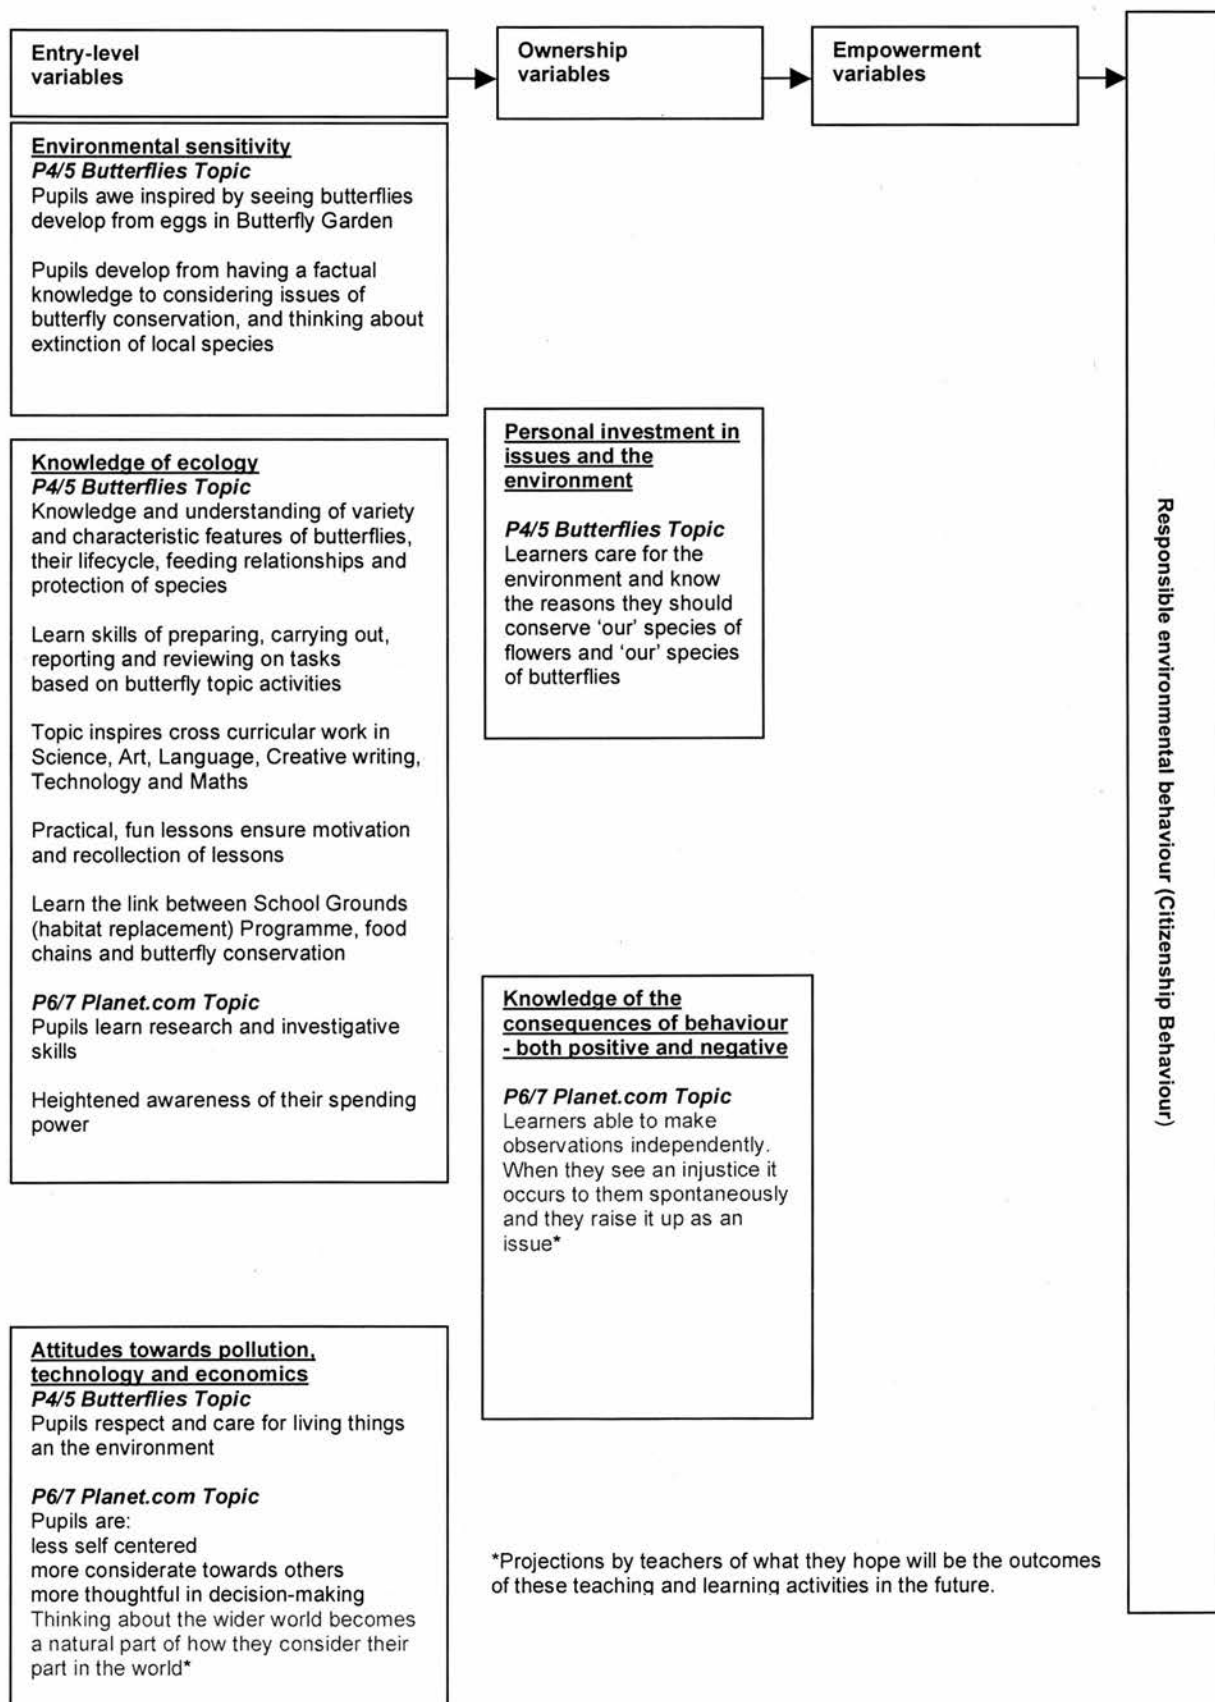 Entry-level
variables
Ownership
variables
Empowerment
variables
Environmental sensitivity
P4/5 Butterflies Topic
Pupils awe inspired by seeing butterflies
develop from eggs in Butterfly Garden
Pupils develop from having a factual
knowledge to considering issues of
butterfly conservation, and thinking about
extinction of local species
Knowledge of ecology
P4/5 Butterflies Topic
Knowledge and understanding of variety
and characteristic features of butterflies,
their lifecycle, feeding relationships and
protection of species
Learn skills of preparing, carrying out,
reporting and reviewing on tasks
based on butterfly topic activities
Topic inspires cross curricular work in
Science, Art, Language, Creative writing,
Technology and Maths
Practical, fun lessons ensure motivation
and recollection of lessons
Learn the link between School Grounds
(habitat replacement) Programme, food
chains and butterfly conservation
P6/7 Planet.com Topic
Pupils learn research and investigative
skills
Heightened awareness of their spending
power
Attitudes towards pollution,
technology and economics
P4/5 Butterflies Topic
Pupils respect and care for living things
an the environment
P6/7 Planet.com Topic
Pupils are:
less self centered
more considerate towards others
more thoughtful in decision-making
Thinking about the wider world becomes
a natural part of how they consider their
part in the world*
Personal investment in
issues and the
environment
P4/5 Butterflies Topic
Learners care for the
environment and know
the reasons they should
conserve ‘our’ species of
flowers and ‘our’ species
of butterflies
Knowledge of the
consequences of behaviour
- both positive and negative
P6/7 Planet.com Topic
Learners able to make
observations independently.
When they see an injustice it
occurs to them spontaneously
and they raise it up as an
issue*
*Projections by teachers of what they hope will be the outcomes
of these teaching and learning activities in the future.
Responsible environmental behaviour (Citizenship Behaviour)